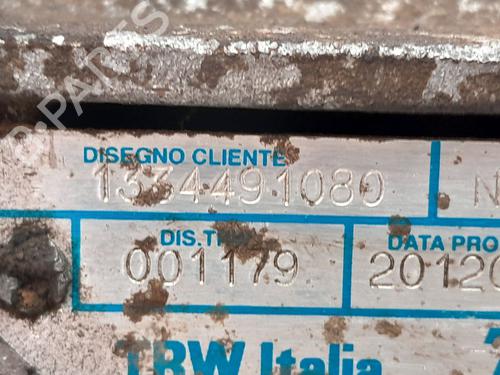 DISEGNO CLIENTE
1334491080
N
DIS. T
001179
DATA PRO
20120
TRW Italia